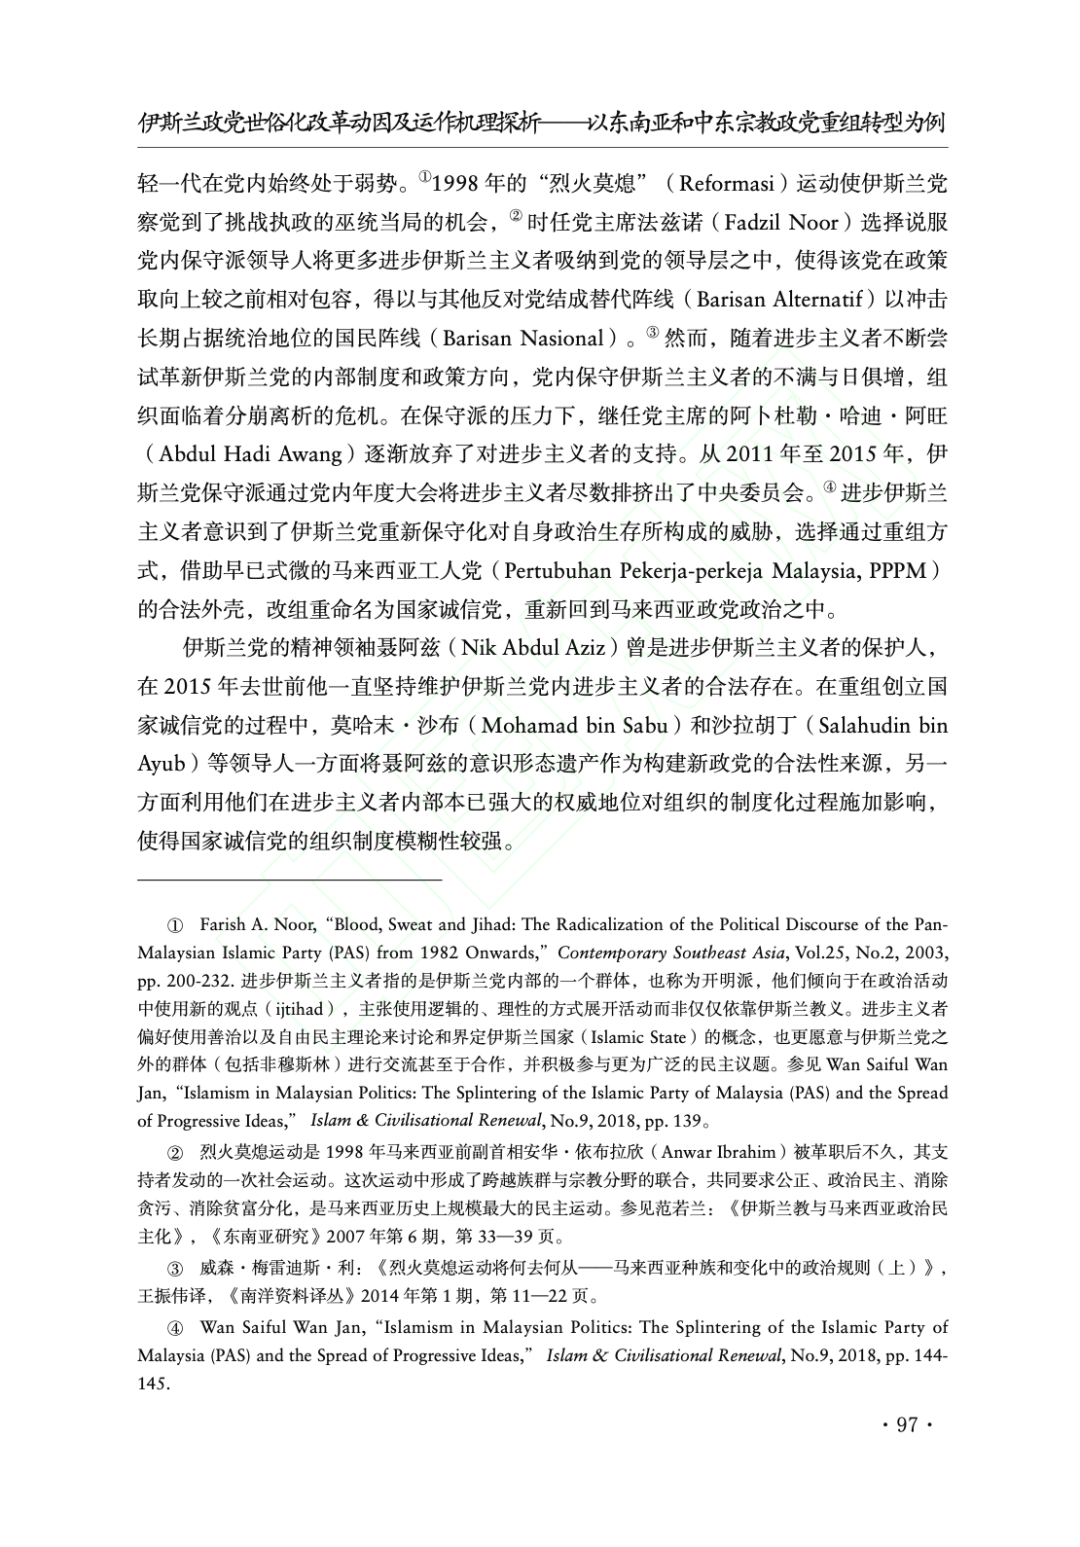 伊斯兰政党世俗化改革动因及运作机理探析——以东南亚和中东宗教政党重组转型为例
轻一代在党内始终处于弱势。①1998 年的“烈火莫熄”（Reformasi）运动使伊斯兰党
察觉到了挑战执政的巫统当局的机会，②时任党主席法兹诺（Fadzil Noor）选择说服
党内保守派领导人将更多进步伊斯兰主义者吸纳到党的领导层之中，使得该党在政策
取向上较之前相对包容，得以与其他反对党结成替代阵线（Barisan Alternatif）以冲击
长期占据统治地位的国民阵线（Barisan Nasional）。③然而，随着进步主义者不断尝
试革新伊斯兰党的内部制度和政策方向，党内保守伊斯兰主义者的不满与日俱增，组
织面临着分崩离析的危机。在保守派的压力下，继任党主席的阿卜杜勒·哈迪·阿旺
（Abdul Hadi Awang）逐渐放弃了对进步主义者的支持。从 2011 年至 2015 年，伊
斯兰党保守派通过党内年度大会将进步主义者尽数排挤出了中央委员会。④进步伊斯兰
主义者意识到了伊斯兰党重新保守化对自身政治生存所构成的威胁，选择通过重组方
式，借助早已式微的马来西亚工人党（Pertubuhan Pekerja-perkeja Malaysia, PPPM）
的合法外壳，改组重命名为国家诚信党，重新回到马来西亚政党政治之中。
伊斯兰党的精神领袖聂阿兹（Nik Abdul Aziz）曾是进步伊斯兰主义者的保护人，
在 2015 年去世前他一直坚持维护伊斯兰党内进步主义者的合法存在。在重组创立国
家诚信党的过程中，莫哈末·沙布（Mohamad bin Sabu）和沙拉胡丁（Salahudin bin
Ayub）等领导人一方面将聂阿兹的意识形态遗产作为构建新政党的合法性来源，另一
方面利用他们在进步主义者内部本已强大的权威地位对组织的制度化过程施加影响，
使得国家诚信党的组织制度模糊性较强。
① Farish A. Noor, “Blood, Sweat and Jihad: The Radicalization of the Political Discourse of the Pan-
Malaysian Islamic Party (PAS) from 1982 Onwards,” Contemporary Southeast Asia, Vol.25, No.2, 2003,
pp. 200-232. 进步伊斯兰主义者指的是伊斯兰党内部的一个群体，也称为开明派，他们倾向于在政治活动
中使用新的观点（ijtihad），主张使用逻辑的、理性的方式展开活动而非仅仅依靠伊斯兰教义。进步主义者
偏好使用善治以及自由民主理论来讨论和界定伊斯兰国家（Islamic State）的概念，也更愿意与伊斯兰党之
外的群体（包括非穆斯林）进行交流甚至于合作，并积极参与更为广泛的民主议题。参见 Wan Saiful Wan
Jan, “Islamism in Malaysian Politics: The Splintering of the Islamic Party of Malaysia (PAS) and the Spread
of Progressive Ideas,” Islam & Civilisational Renewal, No.9, 2018, pp. 139。
② 烈火莫熄运动是 1998 年马来西亚前副首相安华·依布拉欣（Anwar Ibrahim）被革职后不久，其支
持者发动的一次社会运动。这次运动中形成了跨越族群与宗教分野的联合，共同要求公正、政治民主、消除
贪污、消除贫富分化，是马来西亚历史上规模最大的民主运动。参见范若兰：《伊斯兰教与马来西亚政治民
主化》，《东南亚研究》2007 年第 6 期，第 33—39 页。
③ 威森·梅雷迪斯·利：《烈火莫熄运动将何去何从——马来西亚种族和变化中的政治规则（上）》，
王振伟译，《南洋资料译丛》2014 年第 1 期，第 11—22 页。
④ Wan Saiful Wan Jan, “Islamism in Malaysian Politics: The Splintering of the Islamic Party of
Malaysia (PAS) and the Spread of Progressive Ideas,” Islam & Civilisational Renewal, No.9, 2018, pp. 144-
145.
· 97 ·